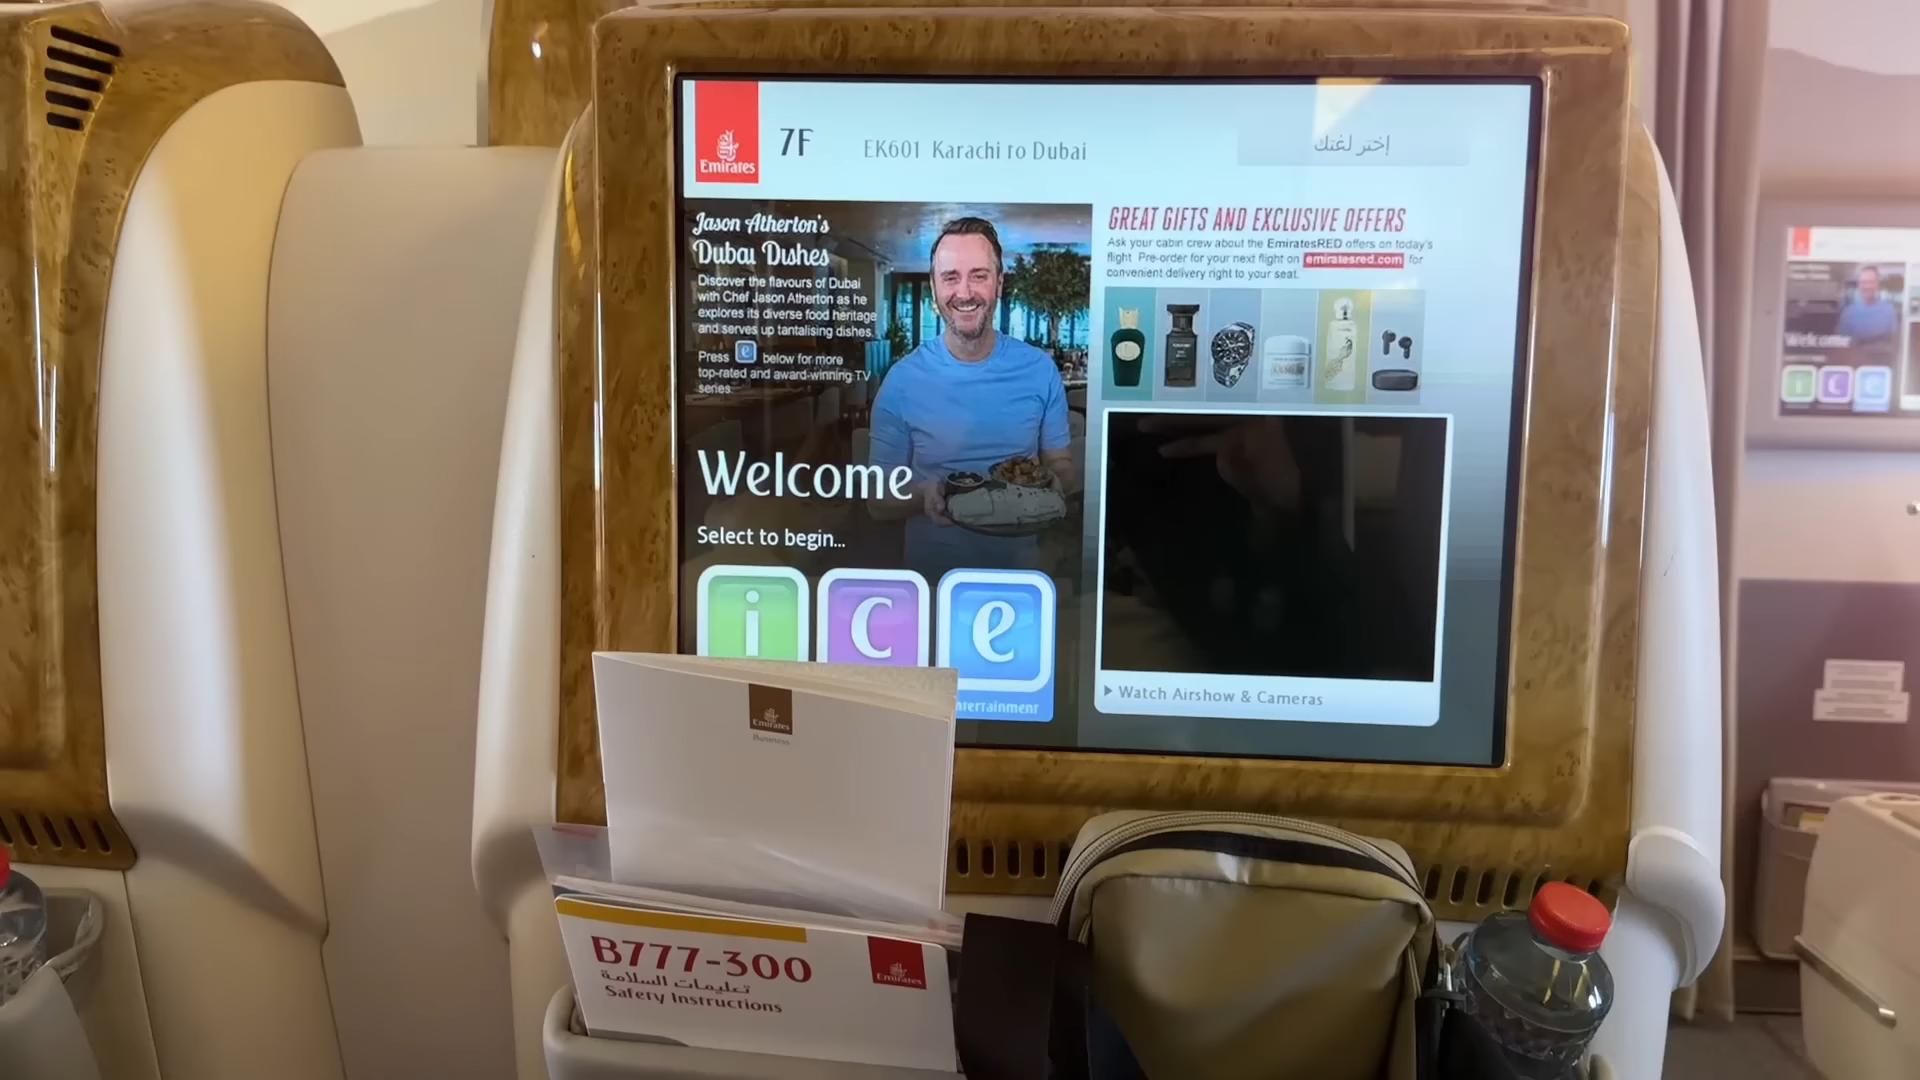 Emirates
7F
EK601 Karachi to Dubai
إختر لغتك
Jason Atherton's
Dubai Dishes
Discover the flavours of Dubai
with Chef Jason Atherton as he
explores its diverse food heritage
and serves up tantalising dishes.
Press e below for more
top-rated and award-winning TV
series.
Welcome
Select to begin...
i c e
ntertainment
GREAT GIFTS AND EXCLUSIVE OFFERS
Ask your cabin crew about the EmiratesRED offers on today's
flight. Pre-order for your next flight on emiratesred.com for
convenient delivery right to your seat.
Watch Airshow & Cameras
Emirates
Business
B777-300
تعليمات السلامة
Safety Instructions
Emirates
Welcome
i c e